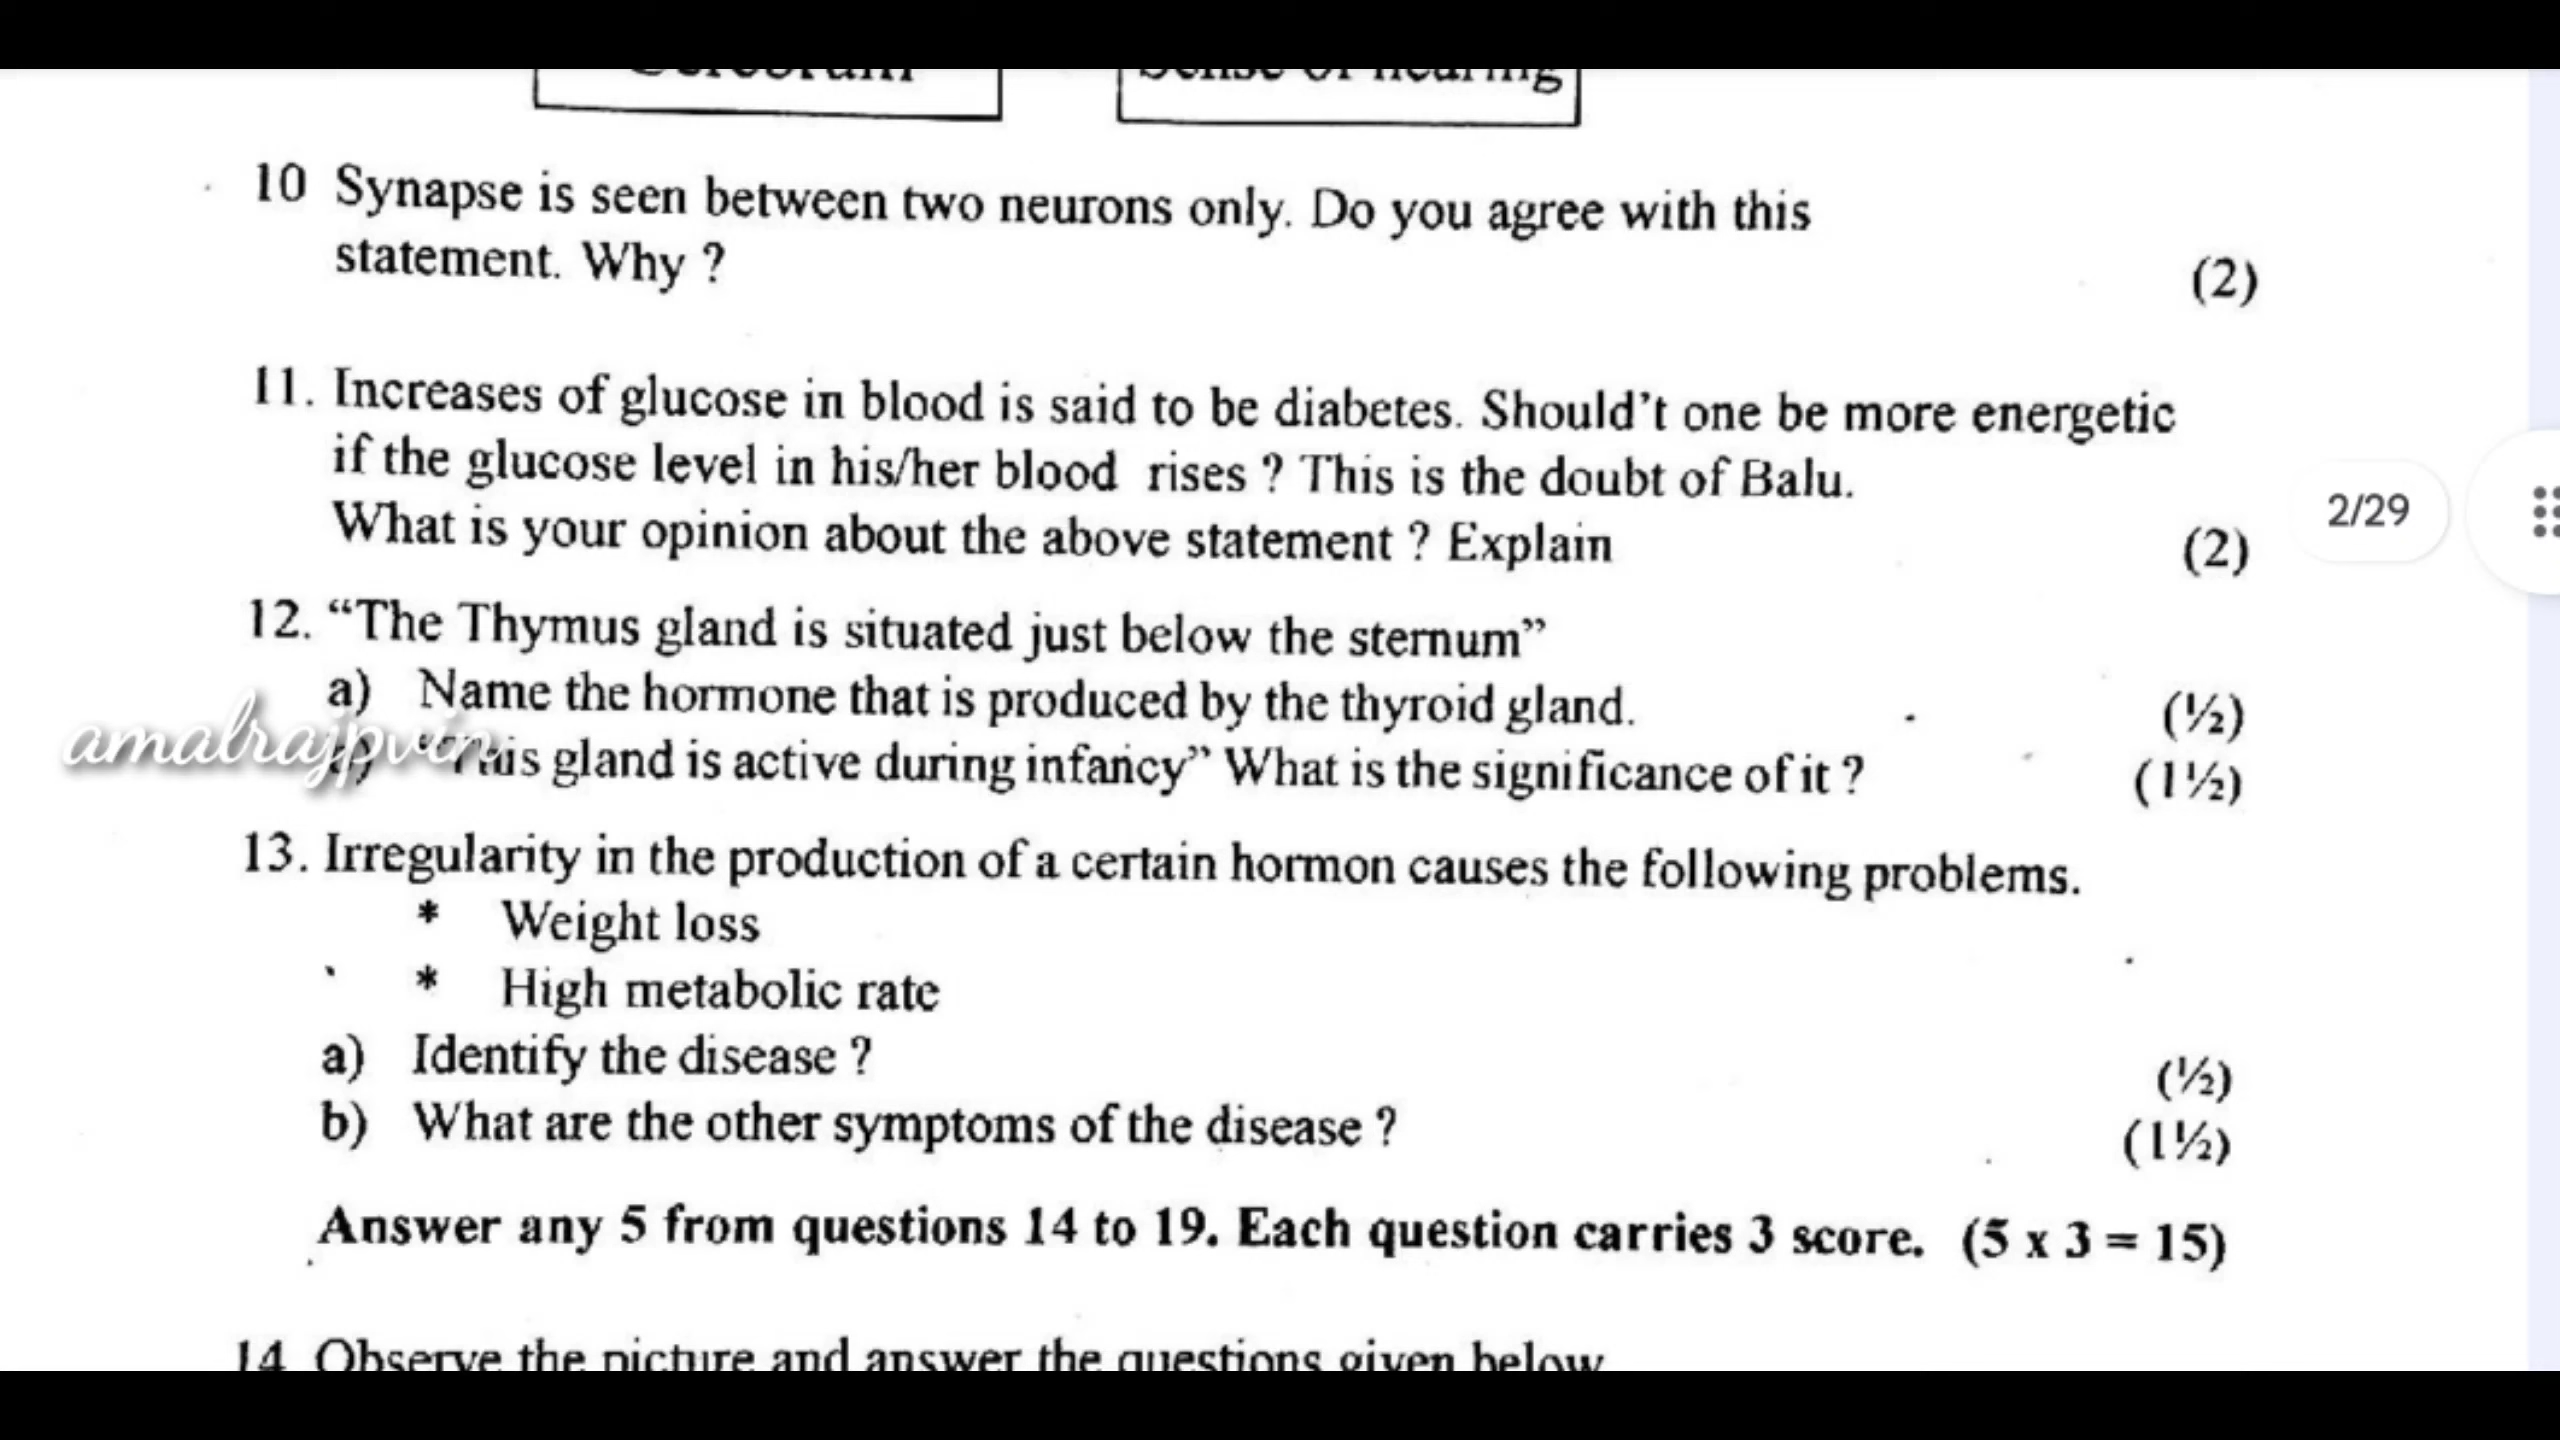 Cerebrum
Sense of hearing
10 Synapse is seen between two neurons only. Do you agree with this
statement. Why ?
(2)
11. Increases of glucose in blood is said to be diabetes. Should't one be more energetic
if the glucose level in his/her blood rises ? This is the doubt of Balu.
What is your opinion about the above statement ? Explain
(2)
2/29
12. “The Thymus gland is situated just below the sternum”
a) Name the hormone that is produced by the thyroid gland.
(½)
amalrajpvin
“This gland is active during infancy” What is the significance of it ?
(1½)
13. Irregularity in the production of a certain hormon causes the following problems.
* Weight loss
* High metabolic rate
a) Identify the disease ?
(½)
b) What are the other symptoms of the disease ?
(1½)
Answer any 5 from questions 14 to 19. Each question carries 3 score. (5 x 3 = 15)
14 Observe the picture and answer the questions given below